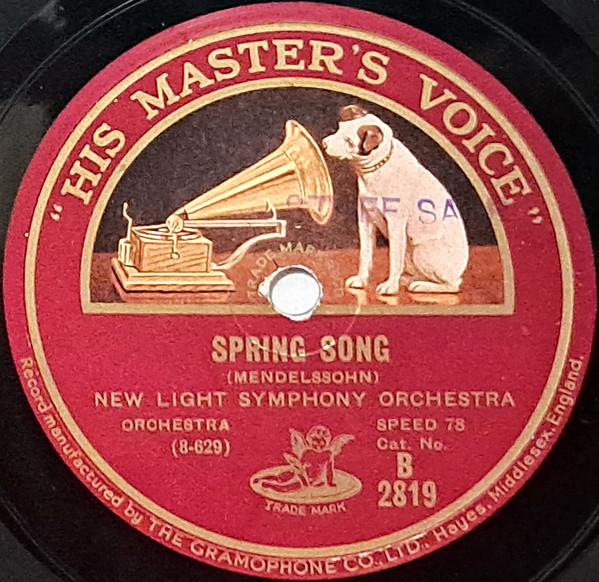 "HIS MASTER'S VOICE"
TRADE MARK
SPRING SONG
(MENDELSSOHN)
NEW LIGHT SYMPHONY ORCHESTRA
ORCHESTRA
(8-629)
SPEED 78
Cat. No.
B
2819
TRADE MARK
Record manufactured by THE GRAMOPHONE CO., LTD., Hayes, Middlesex, England.